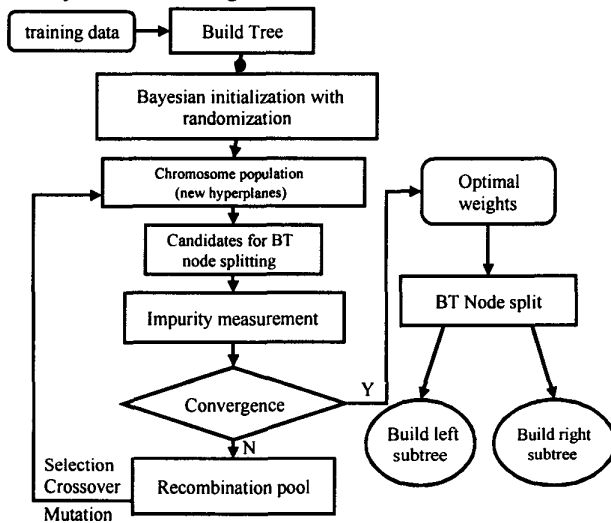 training data
Build Tree
Bayesian initialization with
randomization
Chromosome population
(new hyperplanes)
Candidates for BT
node splitting
Impurity measurement
Convergence
Y
N
Recombination pool
Selection
Crossover
Mutation
Optimal
weights
BT Node split
Build left
subtree
Build right
subtree